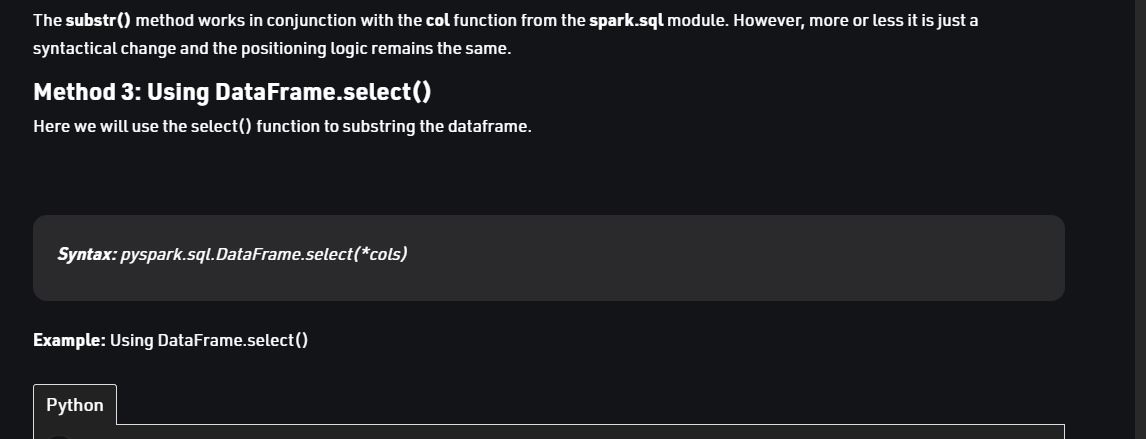 The substr() method works in conjunction with the col function from the spark.sql module. However, more or less it is just a
syntactical change and the positioning logic remains the same.
Method 3: Using DataFrame.select()
Here we will use the select() function to substring the dataframe.
Syntax: pyspark.sql.DataFrame.select(*cols)
Example: Using DataFrame.select()
Python